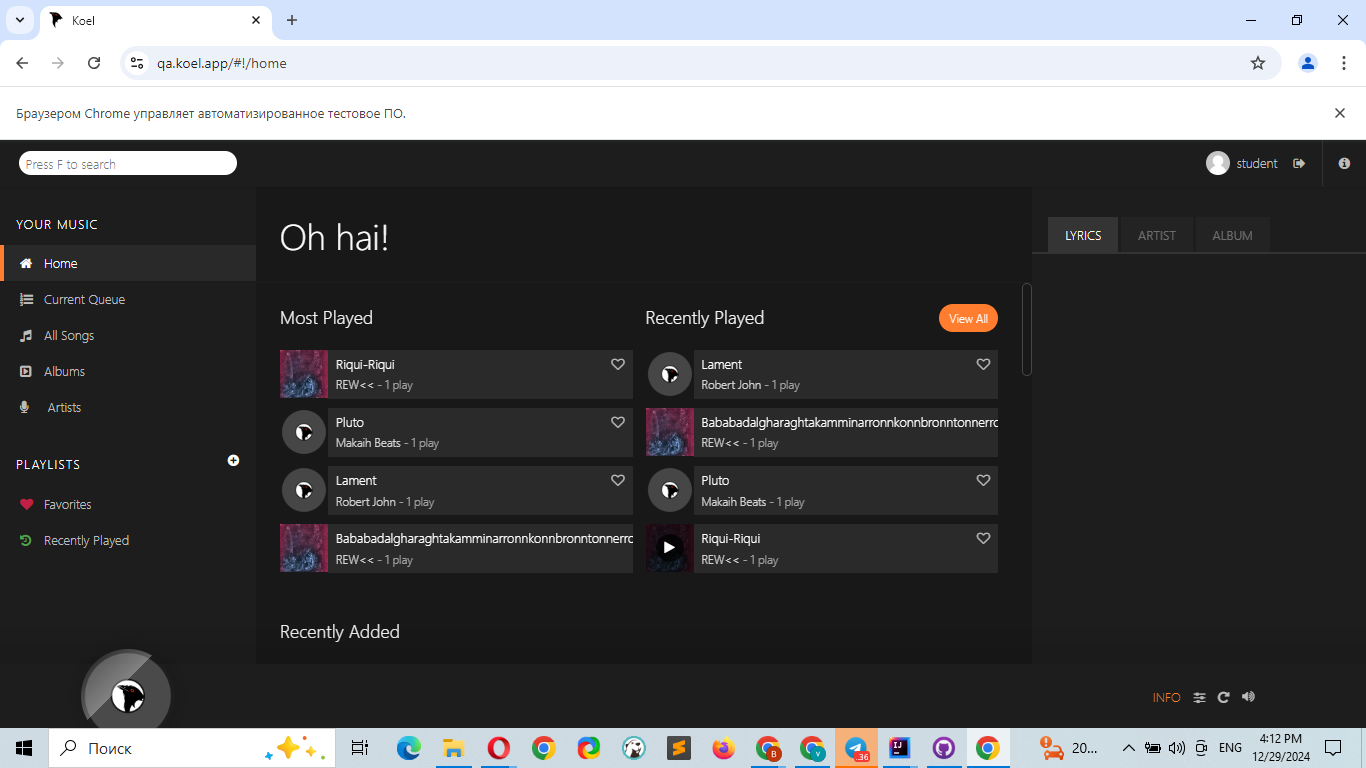 Koel
qa.koel.app/#!/home
Браузером Chrome управляет автоматизированное тестовое ПО.
Press F to search
student
YOUR MUSIC
Home
Current Queue
All Songs
Albums
Artists
PLAYLISTS
Favorites
Recently Played
Oh hai!
Most Played
Riqui-Riqui
REW<< - 1 play
Pluto
Makaih Beats - 1 play
Lament
Robert John - 1 play
Bababadalgharaghtakamminarronnkonnbronntonnerro
REW<< - 1 play
Recently Played
View All
Lament
Robert John - 1 play
Bababadalgharaghtakamminarronnkonnbronntonnerro
REW<< - 1 play
Pluto
Makaih Beats - 1 play
Riqui-Riqui
REW<< - 1 play
Recently Added
LYRICS ARTIST ALBUM
INFO
Поиск
B
v
36
IJ
20...
ENG
4:12 PM
12/29/2024